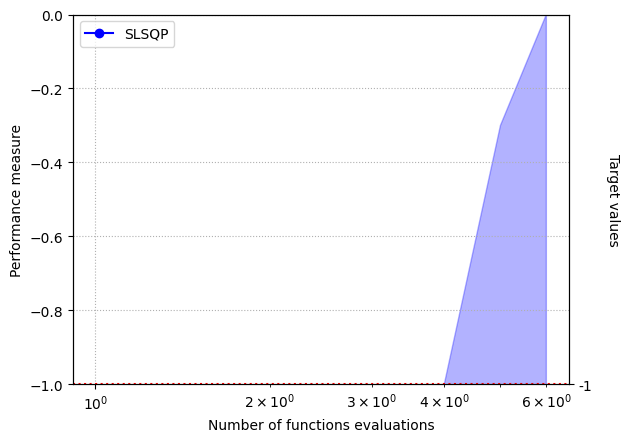 SLSQP
0.0
−0.2
−0.4
−0.6
−0.8
−1.0
Performance measure
Target values
-1
10⁰
2 × 10⁰
3 × 10⁰
4 × 10⁰
6 × 10⁰
Number of functions evaluations